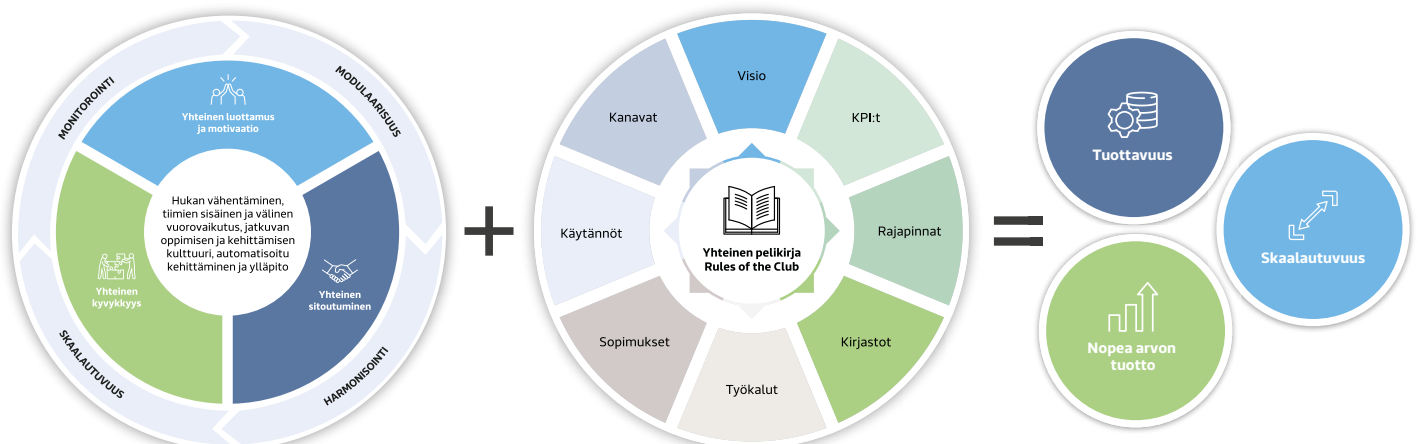 MONITOROINTI
MODULAARISUUS
Yhteinen luottamus
ja motivaatio
Hukan vähentäminen,
tiimien sisäinen ja välinen
vuorovaikutus, jatkuvan
oppimisen ja kehittämisen
kulttuuri, automatisoitu
kehittäminen ja ylläpito
Yhteinen
kyvykkyys
Yhteinen
sitoutuminen
SKAALAUTUVUUS
HARMONISOINTI
+
Visio
KPI:t
Rajapinnat
Kirjastot
Työkalut
Sopimukset
Käytännöt
Kanavat
Yhteinen pelikirja
Rules of the Club
=
Tuottavuus
Skaalautuvuus
Nopea arvon
tuotto